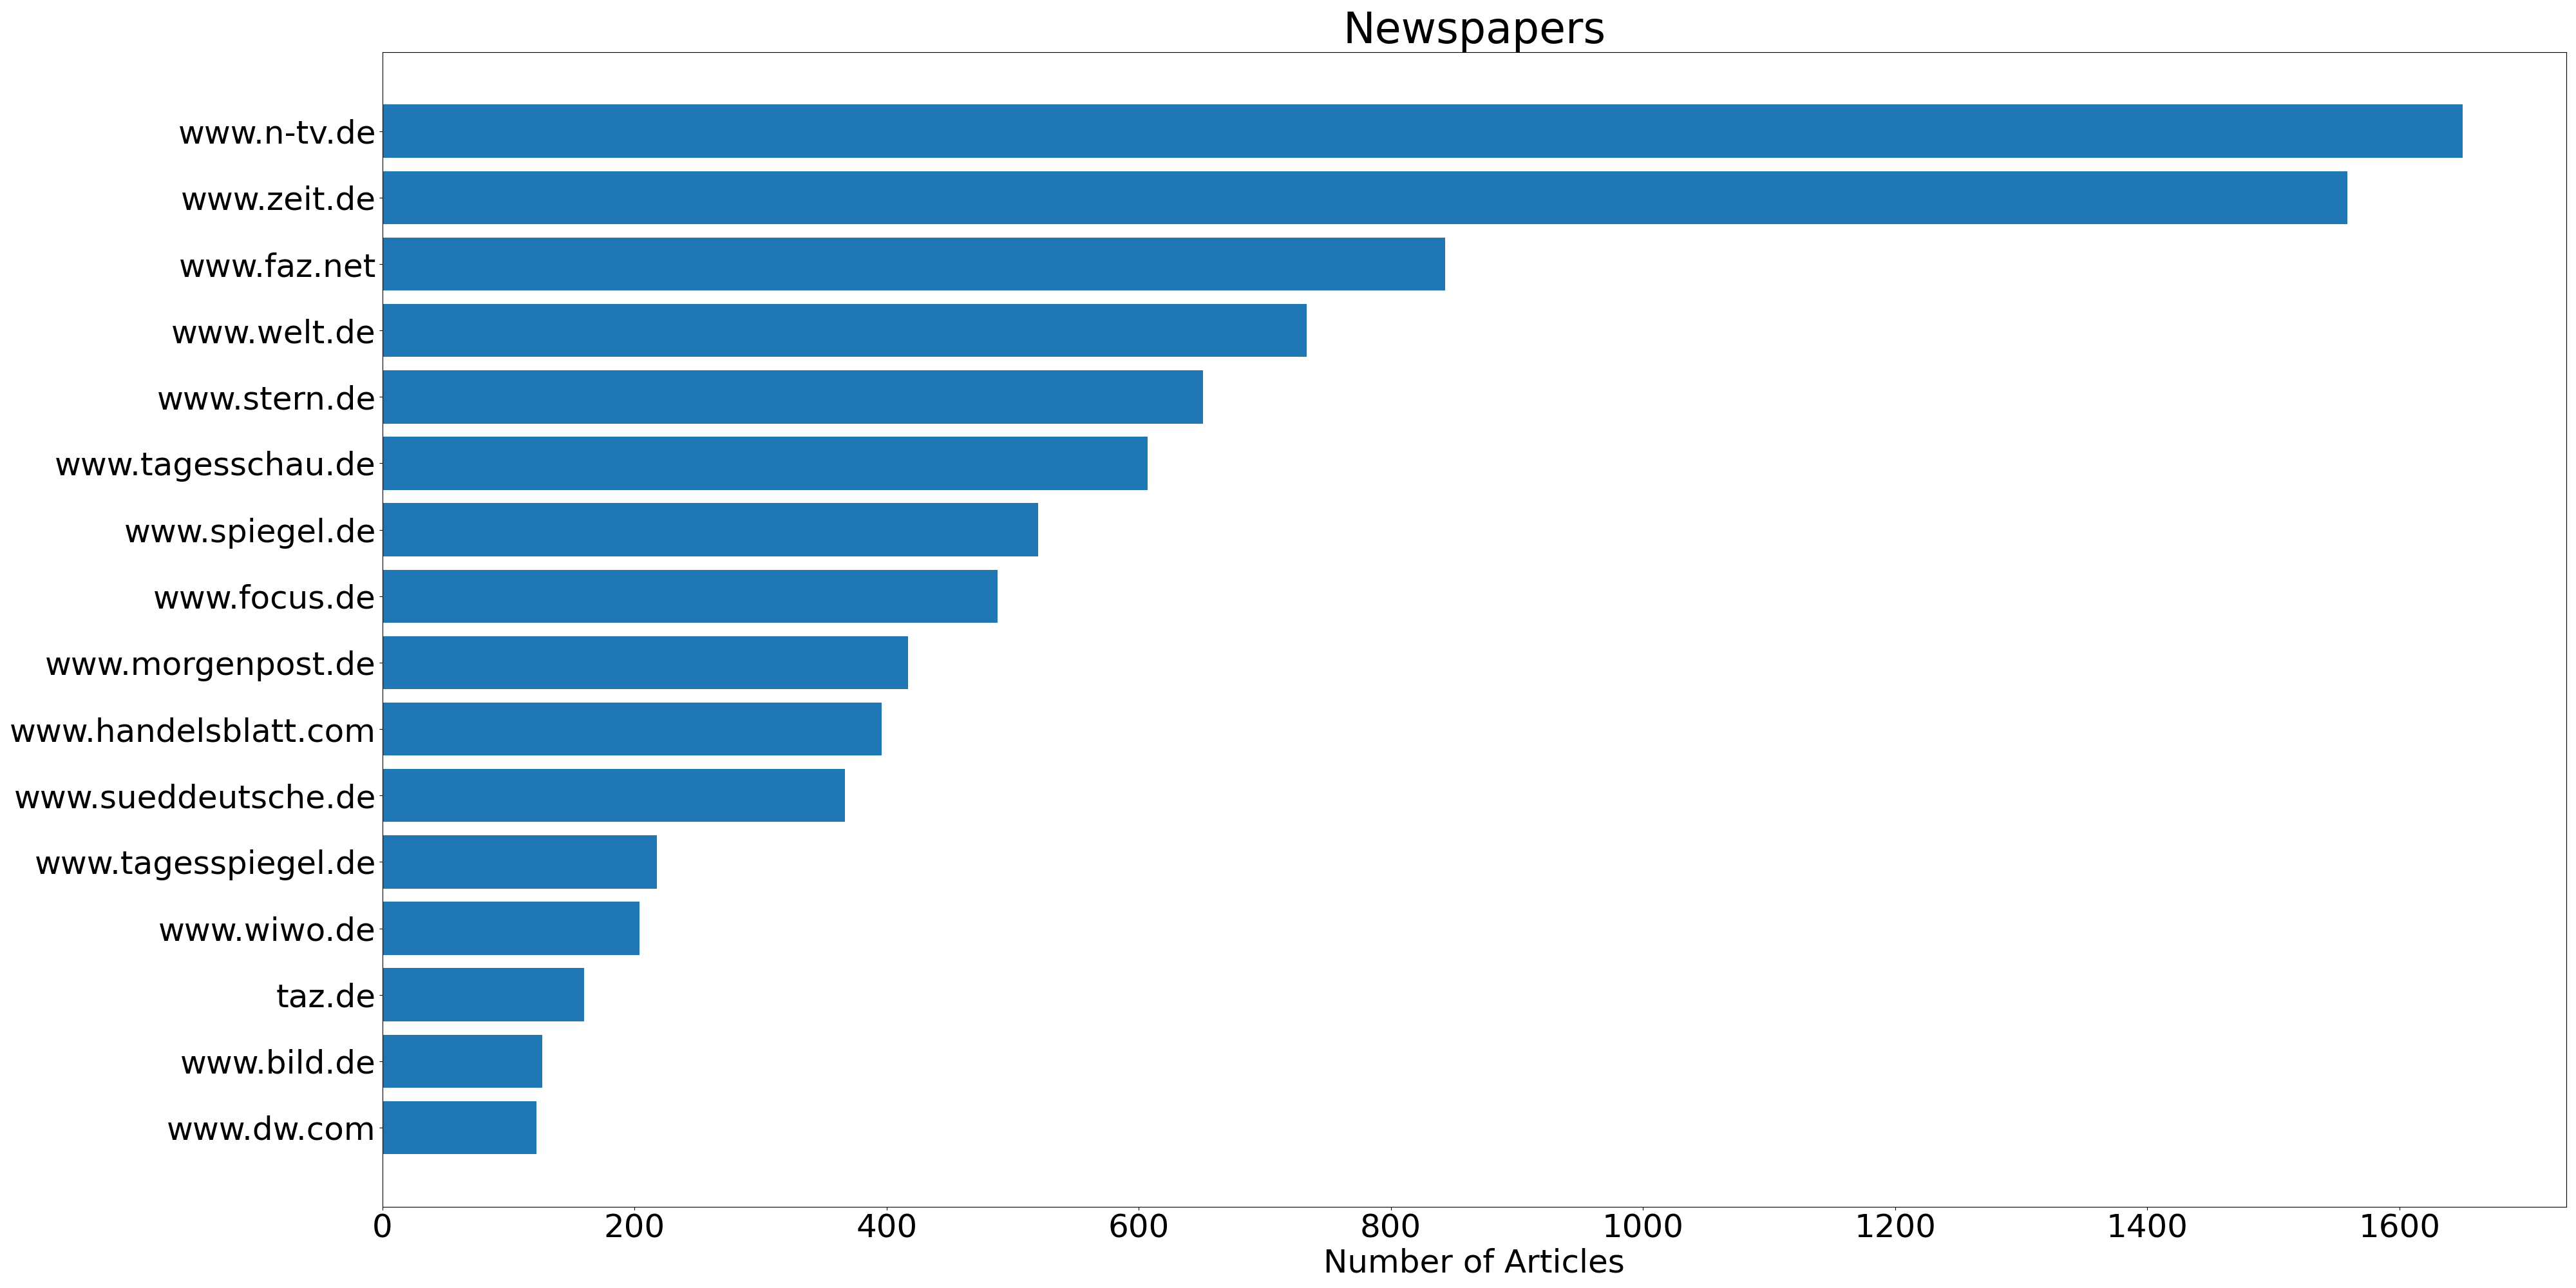 Newspapers
www.n-tv.de
www.zeit.de
www.faz.net
www.welt.de
www.stern.de
www.tagesschau.de
www.spiegel.de
www.focus.de
www.morgenpost.de
www.handelsblatt.com
www.sueddeutsche.de
www.tagesspiegel.de
www.wiwo.de
taz.de
www.bild.de
www.dw.com
0 200 400 600 800 1000 1200 1400 1600
Number of Articles